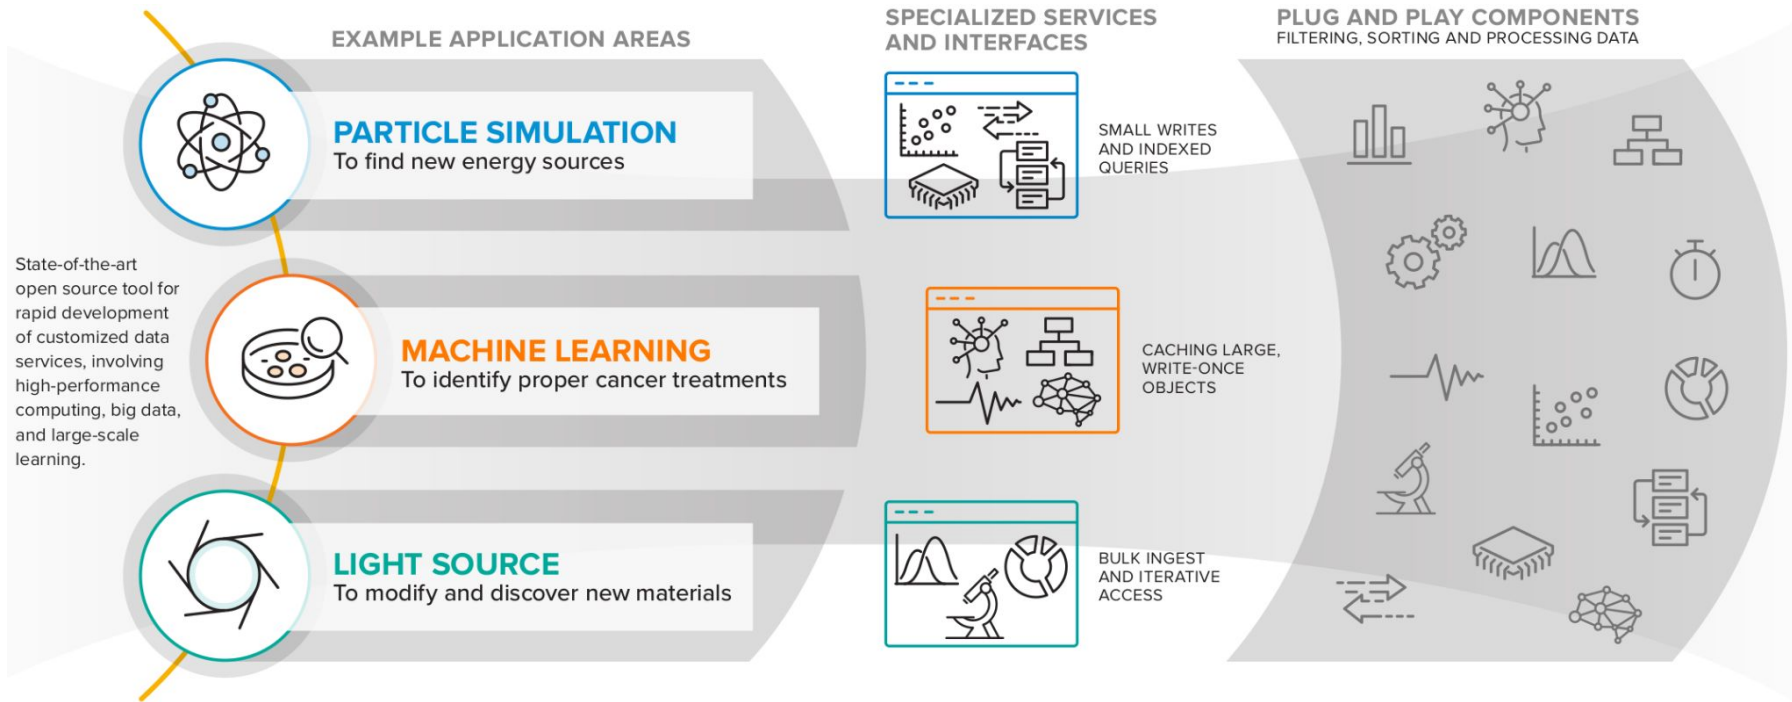 EXAMPLE APPLICATION AREAS
SPECIALIZED SERVICES
AND INTERFACES
PLUG AND PLAY COMPONENTS
FILTERING, SORTING AND PROCESSING DATA
State-of-the-art
open source tool for
rapid development
of customized data
services, involving
high-performance
computing, big data,
and large-scale
learning.
PARTICLE SIMULATION
To find new energy sources
SMALL WRITES
AND INDEXED
QUERIES
MACHINE LEARNING
To identify proper cancer treatments
CACHING LARGE,
WRITE-ONCE
OBJECTS
LIGHT SOURCE
To modify and discover new materials
BULK INGEST
AND ITERATIVE
ACCESS